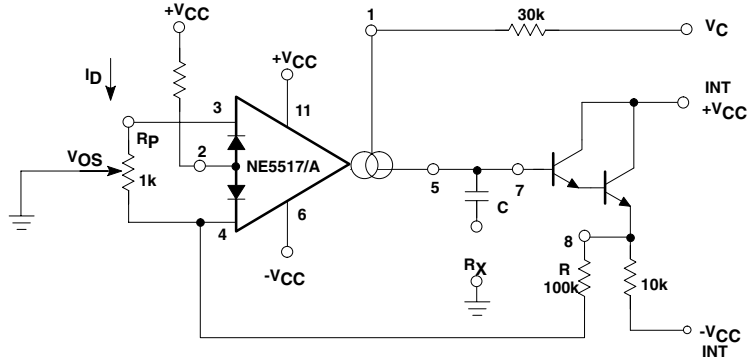 +VCC
1
30k
VC
ID
+VCC
INT
+VCC
3
11
RP
VOS
2
NE5517/A
1k
5
7
C
4
6
-VCC
8
RX
R
100k
10k
-VCC
INT